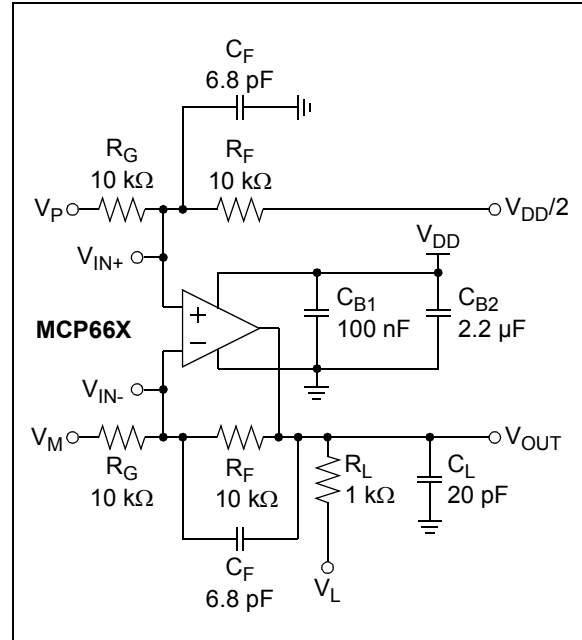 C_F
6.8 pF
R_G
10 kΩ
R_F
10 kΩ
V_P
V_DD/2
V_DD
V_IN+
C_B1
100 nF
C_B2
2.2 µF
MCP66X
+
−
V_IN-
V_M
V_OUT
R_G
10 kΩ
R_F
10 kΩ
R_L
1 kΩ
C_L
20 pF
C_F
6.8 pF
V_L